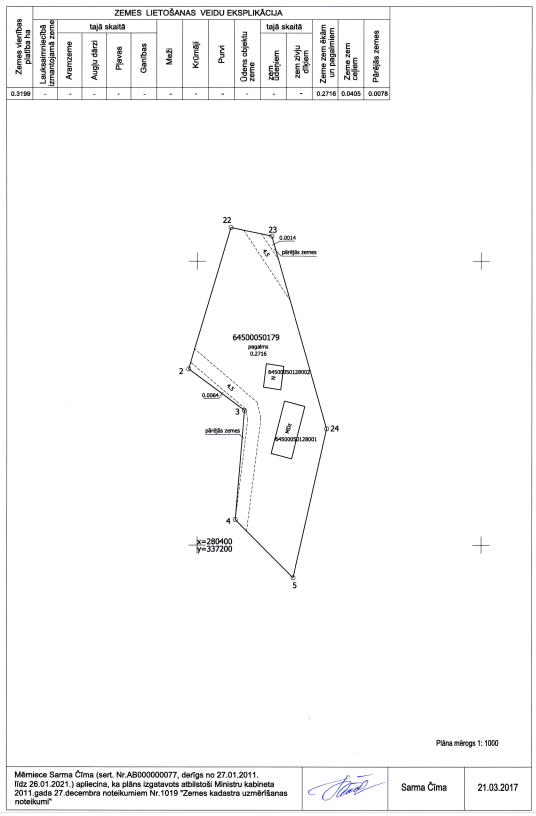 ZEMES LIETOŠANAS VEIDU EKSPLIKĀCIJA
Zemes vienības platība ha
Lauksaimniecībā izmantojamā zeme
tajā skaitā
Aramzeme
Augļu dārzi
Pļavas
Ganības
Meži
Krūmāji
Purvi
Ūdens objektu zeme
tajā skaitā
zem ūdeņiem
zem zivju dīķiem
Zeme zem ēkām un pagalmiem
Zeme zem ceļiem
Pārējās zemes
0.3199 - - - - - - - - - - - 0.2716 0.0405 0.0078
22
23
0.0014
4.5
pārējās zemes
64500050179
pagalms
0.2716
2
64500050128002
N
4.5
0.0064
3
MDz
24
pārējās zemes
64500050128001
4
x=280400
y=337200
5
Plāna mērogs 1: 1000
Mērniece Sarma Čīma (sert. Nr.AB000000077, derīgs no 27.01.2011.
līdz 26.01.2021.) apliecina, ka plāns izgatavots atbilstoši Ministru kabineta
2011.gada 27.decembra noteikumiem Nr.1019 "Zemes kadastra uzmērīšanas
noteikumi"
Sarma Čīma
21.03.2017